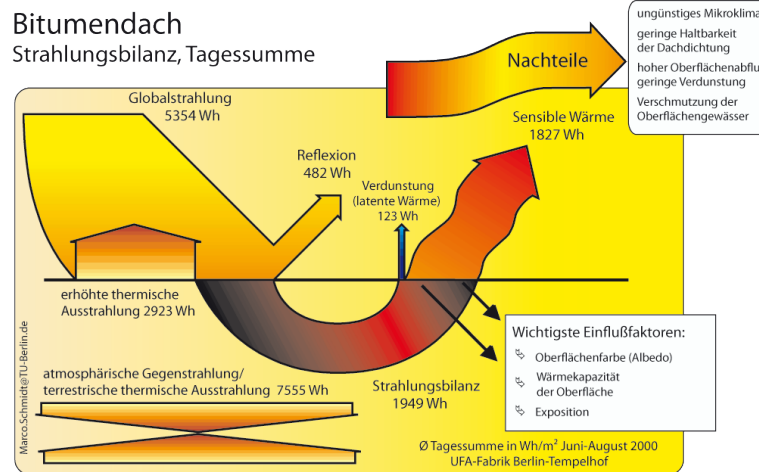 Bitumendach
Strahlungsbilanz, Tagessumme
Nachteile
ungünstiges Mikroklima
geringe Haltbarkeit
der Dachdichtung
hoher Oberflächenabflu
geringe Verdunstung
Verschmutzung der
Oberflächengewässer
Globalstrahlung
5354 Wh
Reflexion
482 Wh
Verdunstung
(latente Wärme)
123 Wh
Sensible Wärme
1827 Wh
erhöhte thermische
Ausstrahlung 2923 Wh
atmosphärische Gegenstrahlung/
terrestrische thermische Ausstrahlung 7555 Wh
Strahlungsbilanz
1949 Wh
Wichtigste Einflußfaktoren:
Oberflächenfarbe (Albedo)
Wärmekapazität
der Oberfläche
Exposition
Ø Tagessumme in Wh/m² Juni-August 2000
UFA-Fabrik Berlin-Tempelhof
Marco.Schmidt@TU-Berlin.de